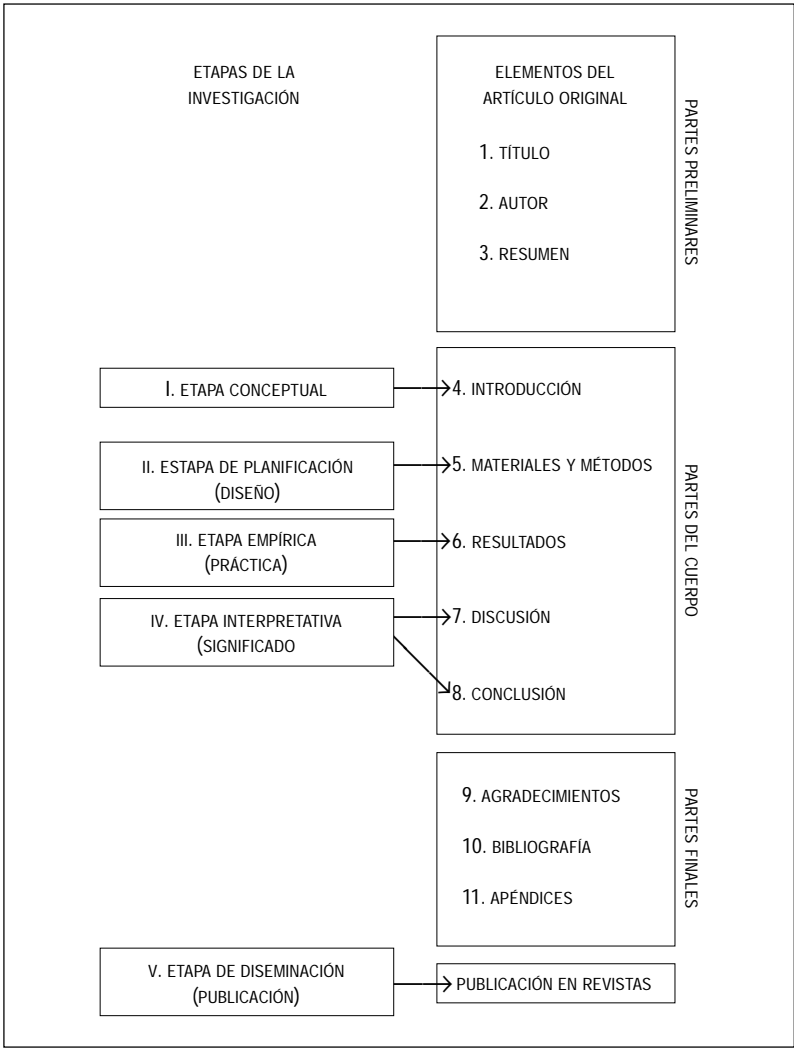 ETAPAS DE LA
INVESTIGACIÓN
ELEMENTOS DEL
ARTÍCULO ORIGINAL
1. TÍTULO
2. AUTOR
3. RESUMEN
PARTES PRELIMINARES
I. ETAPA CONCEPTUAL
4. INTRODUCCIÓN
II. ESTAPA DE PLANIFICACIÓN
(DISEÑO)
5. MATERIALES Y MÉTODOS
III. ETAPA EMPÍRICA
(PRÁCTICA)
6. RESULTADOS
IV. ETAPA INTERPRETATIVA
(SIGNIFICADO
7. DISCUSIÓN
8. CONCLUSIÓN
PARTES DEL CUERPO
9. AGRADECIMIENTOS
10. BIBLIOGRAFÍA
11. APÉNDICES
PARTES FINALES
V. ETAPA DE DISEMINACIÓN
(PUBLICACIÓN)
PUBLICACIÓN EN REVISTAS